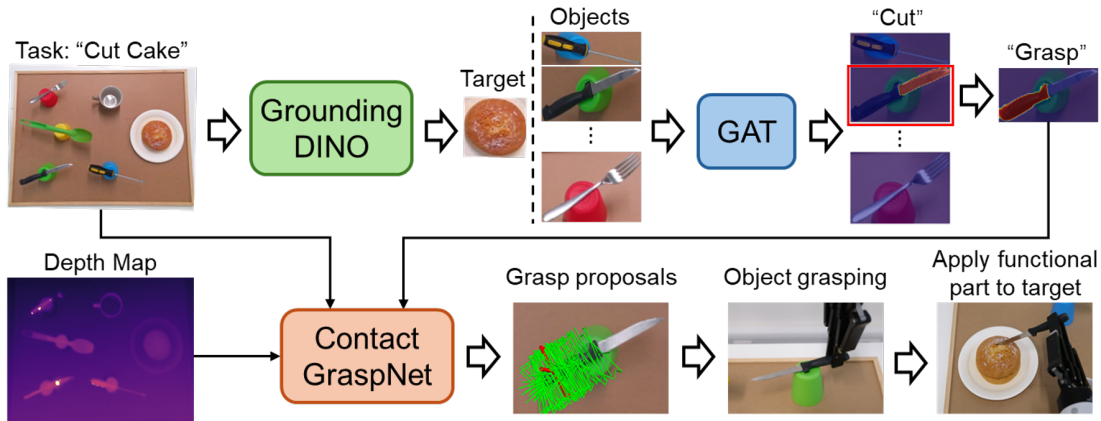 Task: “Cut Cake”
Grounding
DINO
Target
Objects
⋮
GAT
“Cut”
⋮
“Grasp”
Depth Map
Contact
GraspNet
Grasp proposals
Object grasping
Apply functional
part to target